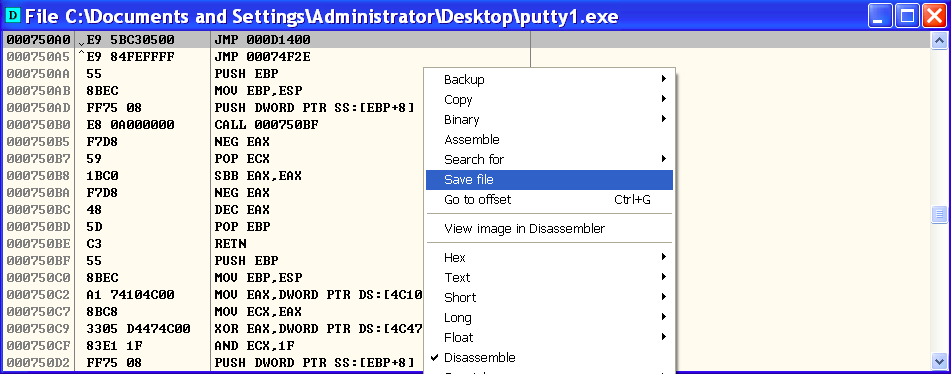 D File C:\Documents and Settings\Administrator\Desktop\putty1.exe
000750A0 E9 5BC30500 JMP 000D1400
000750A5 E9 84FEFFFF JMP 00074F2E
000750AA 55 PUSH EBP
000750AB 8BEC MOV EBP,ESP
000750AD FF75 08 PUSH DWORD PTR SS:[EBP+8]
000750B0 E8 0A000000 CALL 000750BF
000750B5 F7D8 NEG EAX
000750B7 59 POP ECX
000750B8 1BC0 SBB EAX,EAX
000750BA F7D8 NEG EAX
000750BC 48 DEC EAX
000750BD 5D POP EBP
000750BE C3 RETN
000750BF 55 PUSH EBP
000750C0 8BEC MOV EBP,ESP
000750C2 A1 74104C00 MOV EAX,DWORD PTR DS:[4C10
000750C7 8BC8 MOV ECX,EAX
000750C9 3305 D4474C00 XOR EAX,DWORD PTR DS:[4C47
000750CF 83E1 1F AND ECX,1F
000750D2 FF75 08 PUSH DWORD PTR SS:[EBP+8]
Backup
Copy
Binary
Assemble
Search for
Save file
Go to offset Ctrl+G
View image in Disassembler
Hex
Text
Short
Long
Float
Disassemble